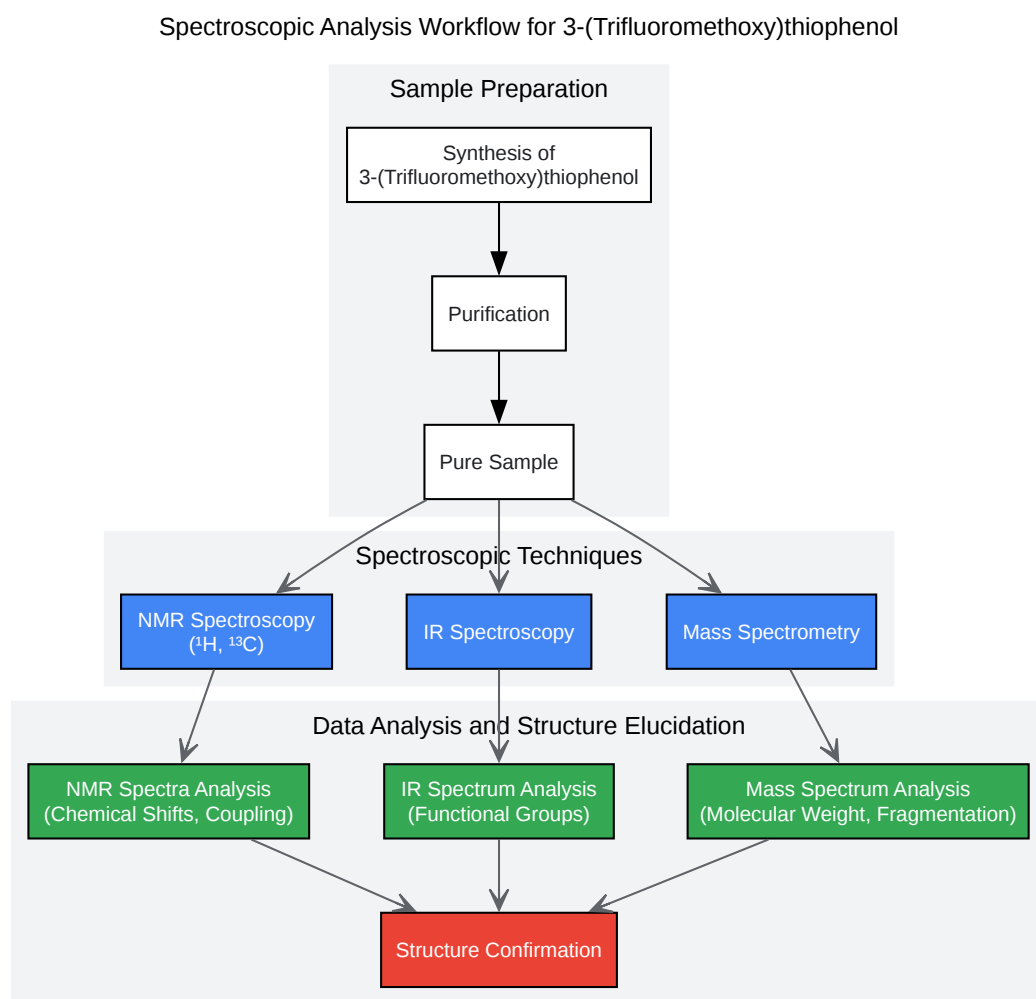 Spectroscopic Analysis Workflow for 3-(Trifluoromethoxy)thiophenol
Sample Preparation
Synthesis of
3-(Trifluoromethoxy)thiophenol
Purification
Pure Sample
Spectroscopic Techniques
NMR Spectroscopy
(¹H, ¹³C)
IR Spectroscopy
Mass Spectrometry
Data Analysis and Structure Elucidation
NMR Spectra Analysis
(Chemical Shifts, Coupling)
IR Spectrum Analysis
(Functional Groups)
Mass Spectrum Analysis
(Molecular Weight, Fragmentation)
Structure Confirmation